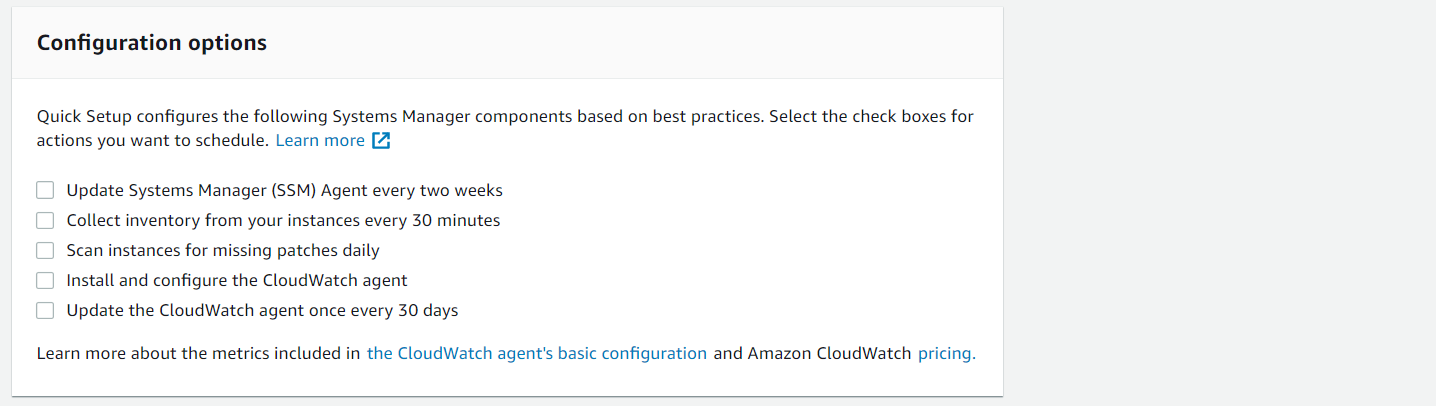 Configuration options
Quick Setup configures the following Systems Manager components based on best practices. Select the check boxes for
actions you want to schedule. Learn more
Update Systems Manager (SSM) Agent every two weeks
Collect inventory from your instances every 30 minutes
Scan instances for missing patches daily
Install and configure the CloudWatch agent
Update the CloudWatch agent once every 30 days
Learn more about the metrics included in the CloudWatch agent's basic configuration and Amazon CloudWatch pricing.